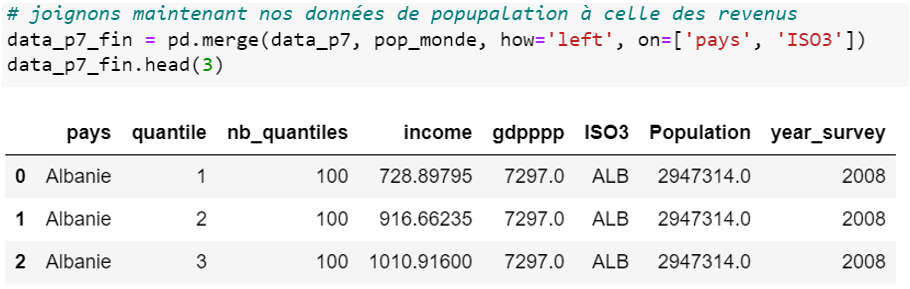 # joignons maintenant nos données de popupalation à celle des revenus
data_p7_fin = pd.merge(data_p7, pop_monde, how='left', on=['pays', 'ISO3'])
data_p7_fin.head(3)
pays quantile nb_quantiles income gdpppp ISO3 Population year_survey
0 Albanie 1 100 728.89795 7297.0 ALB 2947314.0 2008
1 Albanie 2 100 916.66235 7297.0 ALB 2947314.0 2008
2 Albanie 3 100 1010.91600 7297.0 ALB 2947314.0 2008